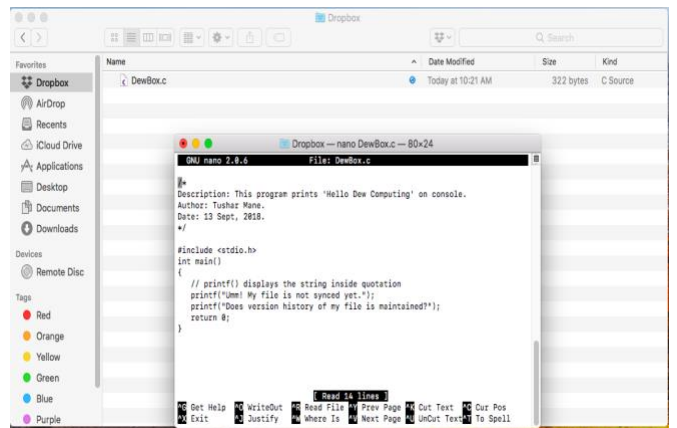 Dropbox
Search
Favorites
Name Date Modified Size Kind
Dropbox
DewBox.c Today at 10:21 AM 322 bytes C Source
AirDrop
Recents
iCloud Drive
Applications
Desktop
Documents
Downloads
Devices
Remote Disc
Tags
Red
Orange
Yellow
Green
Blue
Purple
Dropbox — nano DewBox.c — 80×24
GNU nano 2.0.6 File: DewBox.c
/*
Description: This program prints 'Hello Dew Computing' on console.
Author: Tushar Mane.
Date: 13 Sept, 2018.
*/
#include <stdio.h>
int main()
{
// printf() displays the string inside quotation
printf("Umm! My file is not synced yet.");
printf("Does version history of my file is maintained?");
return 0;
}
[ Read 14 lines ]
^G Get Help ^O WriteOut ^R Read File ^Y Prev Page ^K Cut Text ^C Cur Pos
^X Exit ^J Justify ^W Where Is ^V Next Page ^U UnCut Text ^T To Spell